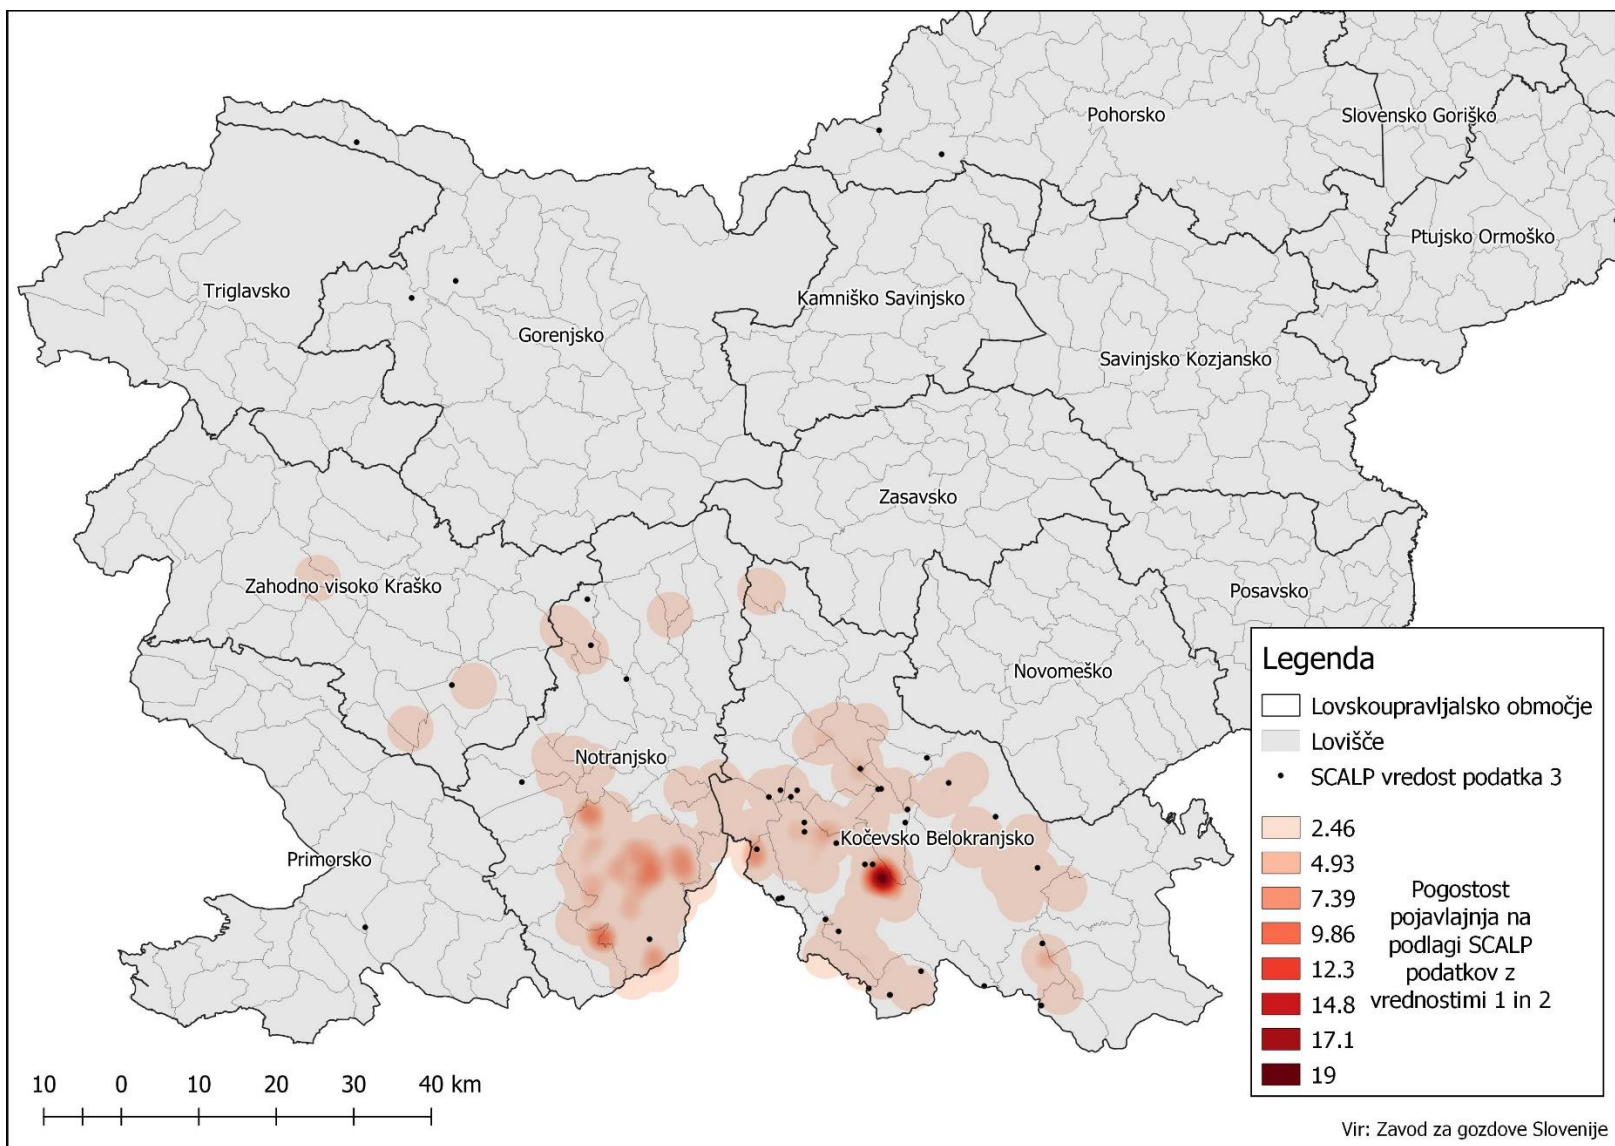 Pohorsko
Slovensko Goriško
Ptujsko Ormoško
Triglavsko
Kamniško Savinjsko
Gorenjsko
Savinjsko Kozjansko
Zasavsko
Zahodno visoko Kraško
Posavsko
Novomeško
Notranjsko
Kočevsko Belokranjsko
Primorsko
Legenda
Lovskoupravljalsko območje
Lovišče
SCALP vredost podatka 3
2.46
4.93
7.39
9.86
12.3
14.8
17.1
19
Pogostost
pojavlajnja na
podlagi SCALP
podatkov z
vrednostimi 1 in 2
10 0 10 20 30 40 km
Vir: Zavod za gozdove Slovenije